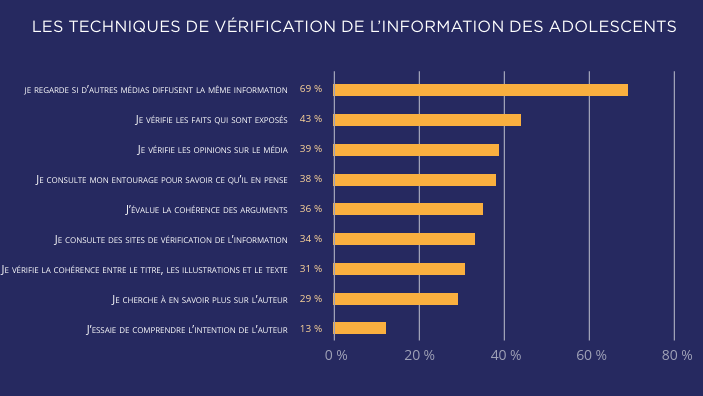 LES TECHNIQUES DE VÉRIFICATION DE L'INFORMATION DES ADOLESCENTS
je regarde si d'autres médias diffusent la même information 69 %
Je vérifie les faits qui sont exposés 43 %
Je vérifie les opinions sur le média 39 %
Je consulte mon entourage pour savoir ce qu'il en pense 38 %
J'évalue la cohérence des arguments 36 %
Je consulte des sites de vérification de l'information 34 %
Je vérifie la cohérence entre le titre, les illustrations et le texte 31 %
Je cherche à en savoir plus sur l'auteur 29 %
J'essaie de comprendre l'intention de l'auteur 13 %
0 % 20 % 40 % 60 % 80 %